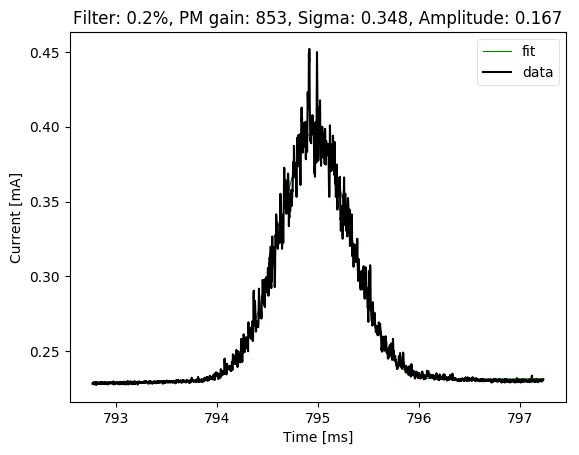 Filter: 0.2%, PM gain: 853, Sigma: 0.348, Amplitude: 0.167
fit
data
0.45
0.40
0.35
0.30
0.25
Current [mA]
793 794 795 796 797
Time [ms]